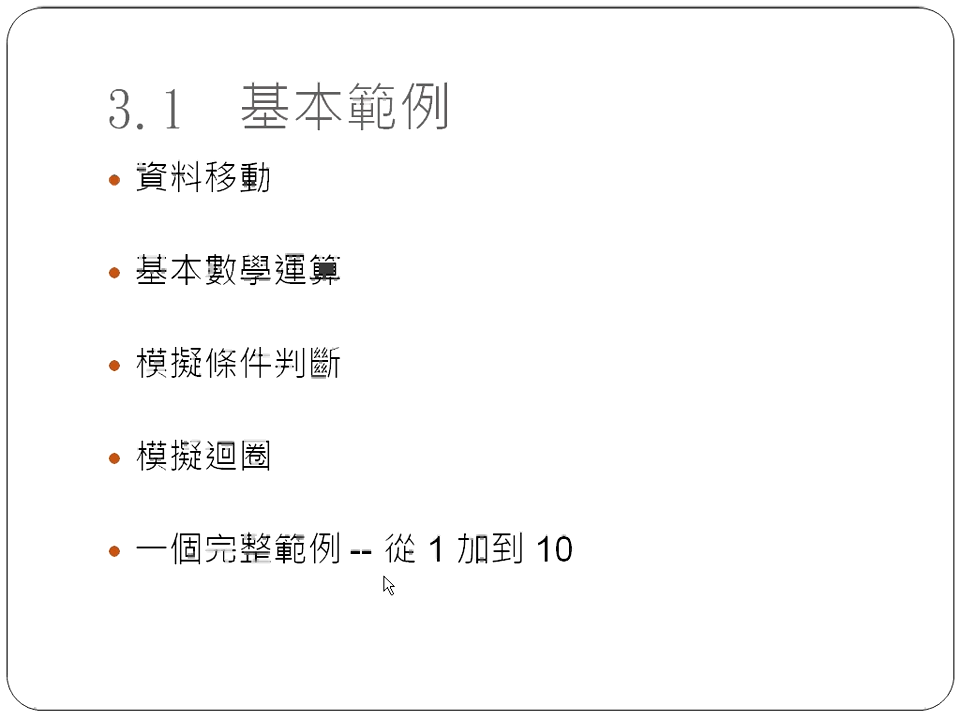 3.1 基本範例
資料移動
基本數學運算
模擬條件判斷
模擬迴圈
一個完整範例 -- 從 1 加到 10